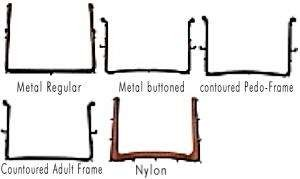 Metal Regular
Metal buttoned
contoured Pedo-Frame
Countoured Adult Frame
Nylon